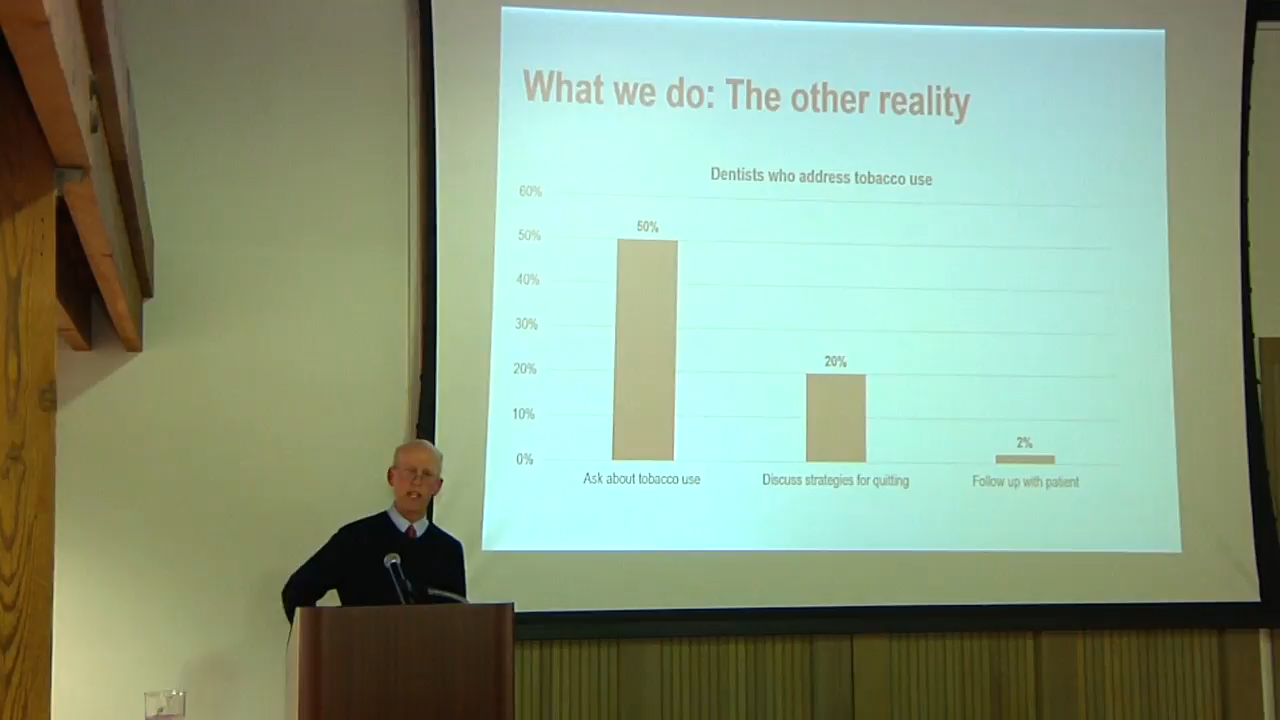 What we do: The other reality
Dentists who address tobacco use
60%
50%
40%
30%
20%
10%
0%
50%
20%
2%
Ask about tobacco use
Discuss strategies for quitting
Follow up with patient